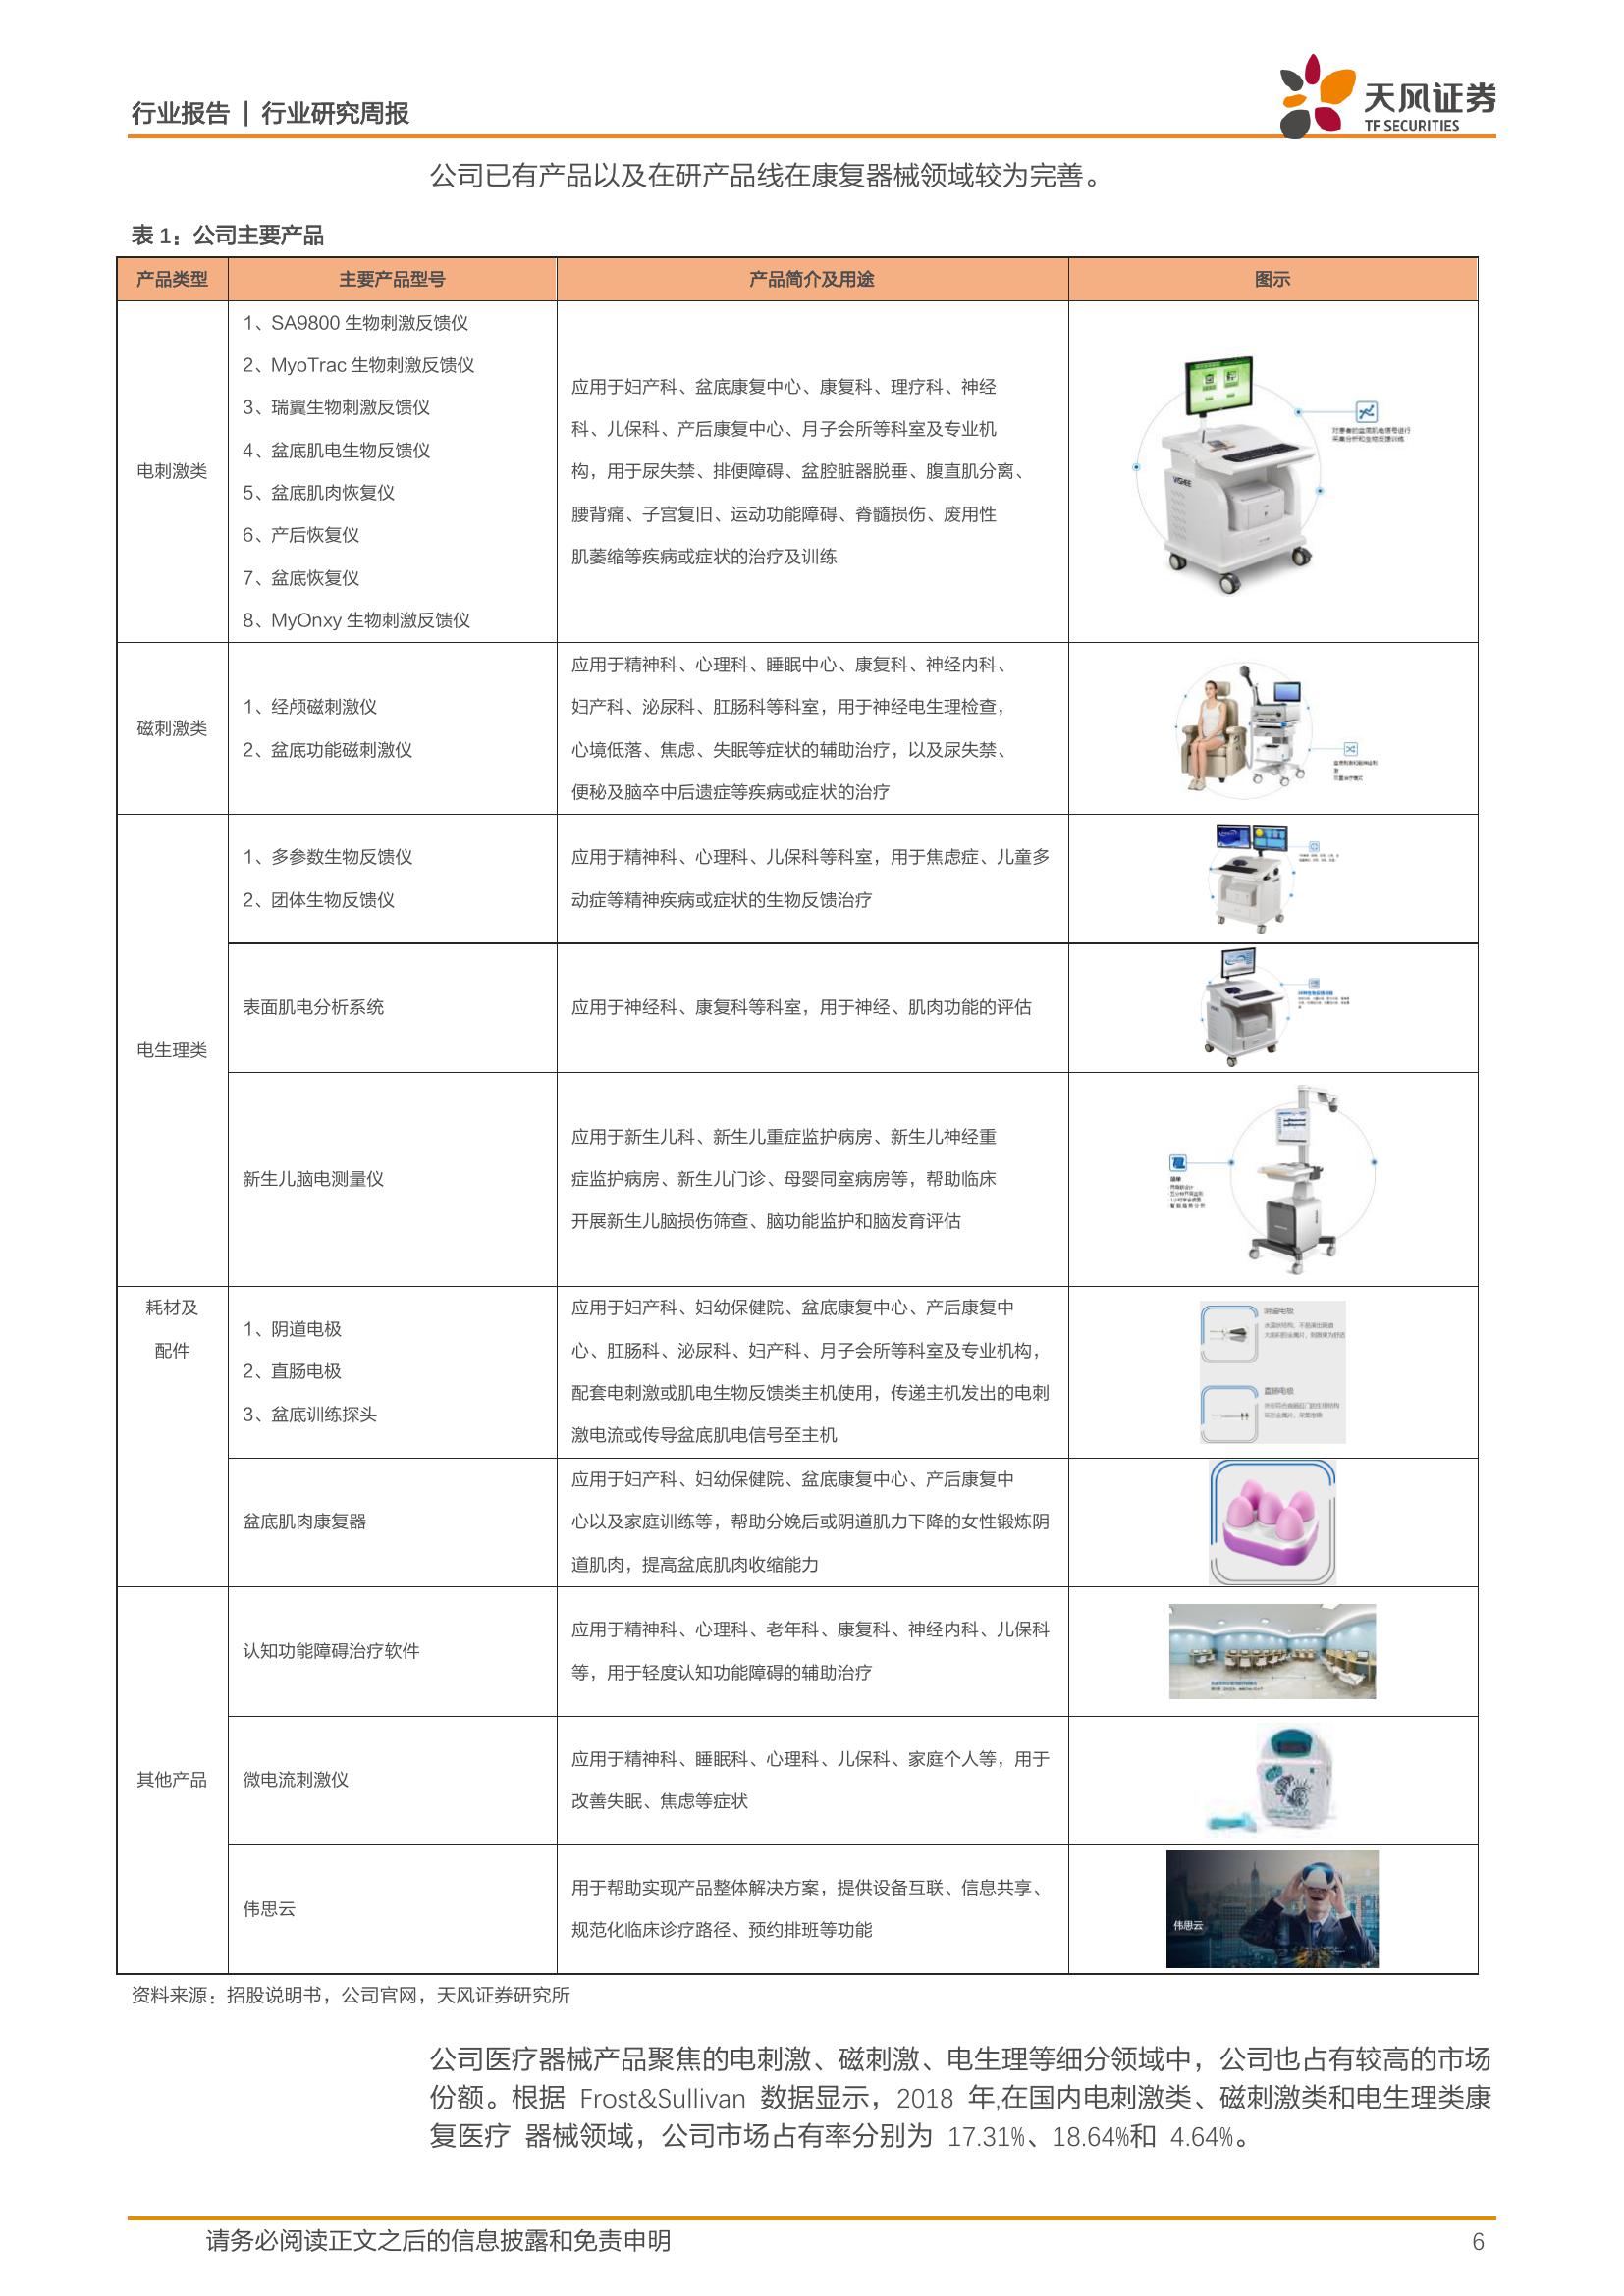 行业报告 | 行业研究周报
天风证券
TF SECURITIES
公司已有产品以及在研产品线在康复器械领域较为完善。
表 1：公司主要产品
产品类型 主要产品型号 产品简介及用途 图示
电刺激类
1、SA9800 生物刺激反馈仪
2、MyoTrac 生物刺激反馈仪
3、瑞翼生物刺激反馈仪
4、盆底肌电生物反馈仪
5、盆底肌肉恢复仪
6、产后恢复仪
7、盆底恢复仪
8、MyOnxy 生物刺激反馈仪
应用于妇产科、盆底康复中心、康复科、理疗科、神经
科、儿保科、产后康复中心、月子会所等科室及专业机
构，用于尿失禁、排便障碍、盆腔脏器脱垂、腹直肌分离、
腰背痛、子宫复旧、运动功能障碍、脊髓损伤、废用性
肌萎缩等疾病或症状的治疗及训练
对患者的盆底肌电信号进行
采集分析和生物反馈训练
磁刺激类
1、经颅磁刺激仪
2、盆底功能磁刺激仪
应用于精神科、心理科、睡眠中心、康复科、神经内科、
妇产科、泌尿科、肛肠科等科室，用于神经电生理检查，
心境低落、焦虑、失眠等症状的辅助治疗，以及尿失禁、
便秘及脑卒中后遗症等疾病或症状的治疗
电生理类
1、多参数生物反馈仪
2、团体生物反馈仪
应用于精神科、心理科、儿保科等科室，用于焦虑症、儿童多
动症等精神疾病或症状的生物反馈治疗
表面肌电分析系统
应用于神经科、康复科等科室，用于神经、肌肉功能的评估
新生儿脑电测量仪
应用于新生儿科、新生儿重症监护病房、新生儿神经重
症监护病房、新生儿门诊、母婴同室病房等，帮助临床
开展新生儿脑损伤筛查、脑功能监护和脑发育评估
耗材及
配件
1、阴道电极
2、直肠电极
3、盆底训练探头
应用于妇产科、妇幼保健院、盆底康复中心、产后康复中
心、肛肠科、泌尿科、妇产科、月子会所等科室及专业机构，
配套电刺激或肌电生物反馈类主机使用，传递主机发出的电刺
激电流或传导盆底肌电信号至主机
阴道电极
直肠电极
盆底肌肉康复器
应用于妇产科、妇幼保健院、盆底康复中心、产后康复中
心以及家庭训练等，帮助分娩后或阴道肌力下降的女性锻炼阴
道肌肉，提高盆底肌肉收缩能力
其他产品
认知功能障碍治疗软件
应用于精神科、心理科、老年科、康复科、神经内科、儿保科
等，用于轻度认知功能障碍的辅助治疗
微电流刺激仪
应用于精神科、睡眠科、心理科、儿保科、家庭个人等，用于
改善失眠、焦虑等症状
伟思云
用于帮助实现产品整体解决方案，提供设备互联、信息共享、
规范化临床诊疗路径、预约排班等功能
伟思云
资料来源：招股说明书，公司官网，天风证券研究所
公司医疗器械产品聚焦的电刺激、磁刺激、电生理等细分领域中，公司也占有较高的市场
份额。根据 Frost&Sullivan 数据显示，2018 年,在国内电刺激类、磁刺激类和电生理类康
复医疗 器械领域，公司市场占有率分别为 17.31%、18.64%和 4.64%。
请务必阅读正文之后的信息披露和免责申明
6